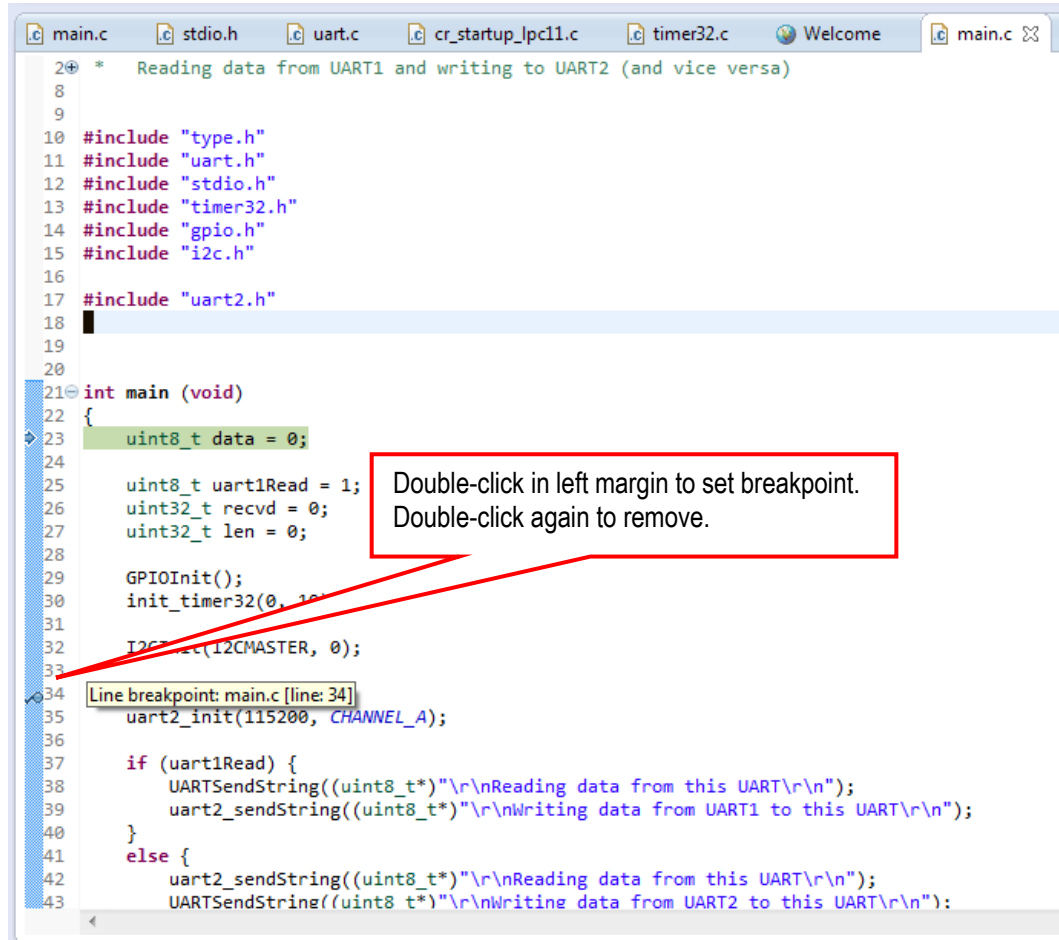 main.c stdio.h uart.c cr_startup_lpc11.c timer32.c Welcome main.c
2 * Reading data from UART1 and writing to UART2 (and vice versa)
8
9
10 #include "type.h"
11 #include "uart.h"
12 #include "stdio.h"
13 #include "timer32.h"
14 #include "gpio.h"
15 #include "i2c.h"
16
17 #include "uart2.h"
18
19
20
21 int main (void)
22 {
23 uint8_t data = 0;
24
25 uint8_t uart1Read = 1;
26 uint32_t recvd = 0;
27 uint32_t len = 0;
28
Double-click in left margin to set breakpoint.
Double-click again to remove.
29 GPIOInit();
30 init_timer32(0,
31
32 (I2CMASTER, 0);
33
34 Line breakpoint: main.c [line: 34]
35 uart2_init(115200, CHANNEL_A);
36
37 if (uart1Read) {
38 UARTSendString((uint8_t*)"\r\nReading data from this UART\r\n");
39 uart2_sendString((uint8_t*)"\r\nWriting data from UART1 to this UART\r\n");
40 }
41 else {
42 uart2_sendString((uint8_t*)"\r\nReading data from this UART\r\n");
43 UARTSendString((uint8_t*)"\r\nWriting data from UART2 to this UART\r\n");